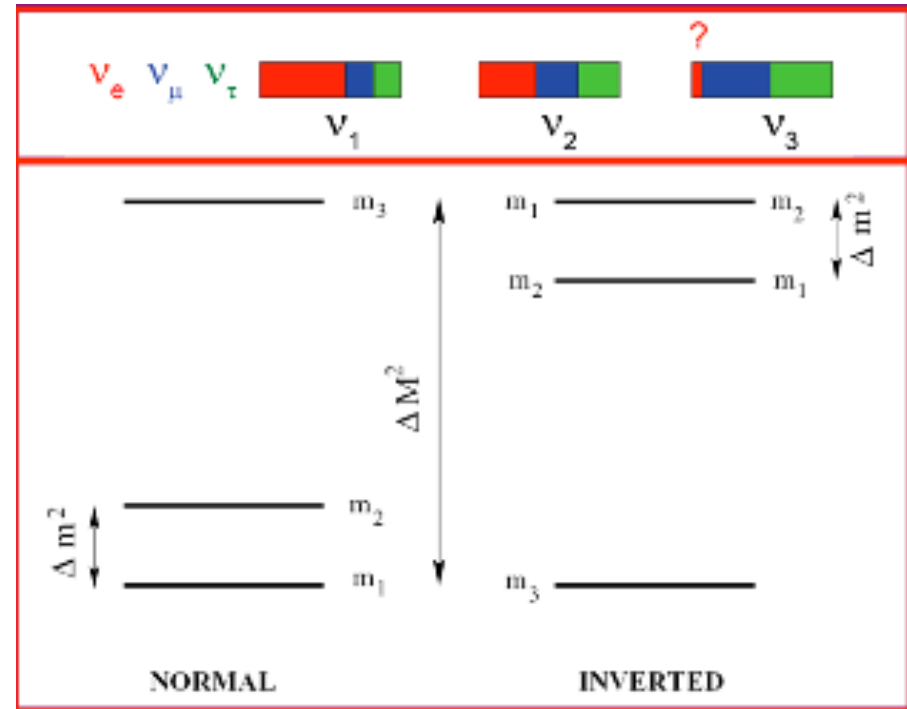 ?
νe νμ ντ
ν1 ν2 ν3
m3 m1 m2
Δm²
m2 m1
ΔM²
m2
Δm²
m1 m3
NORMAL INVERTED